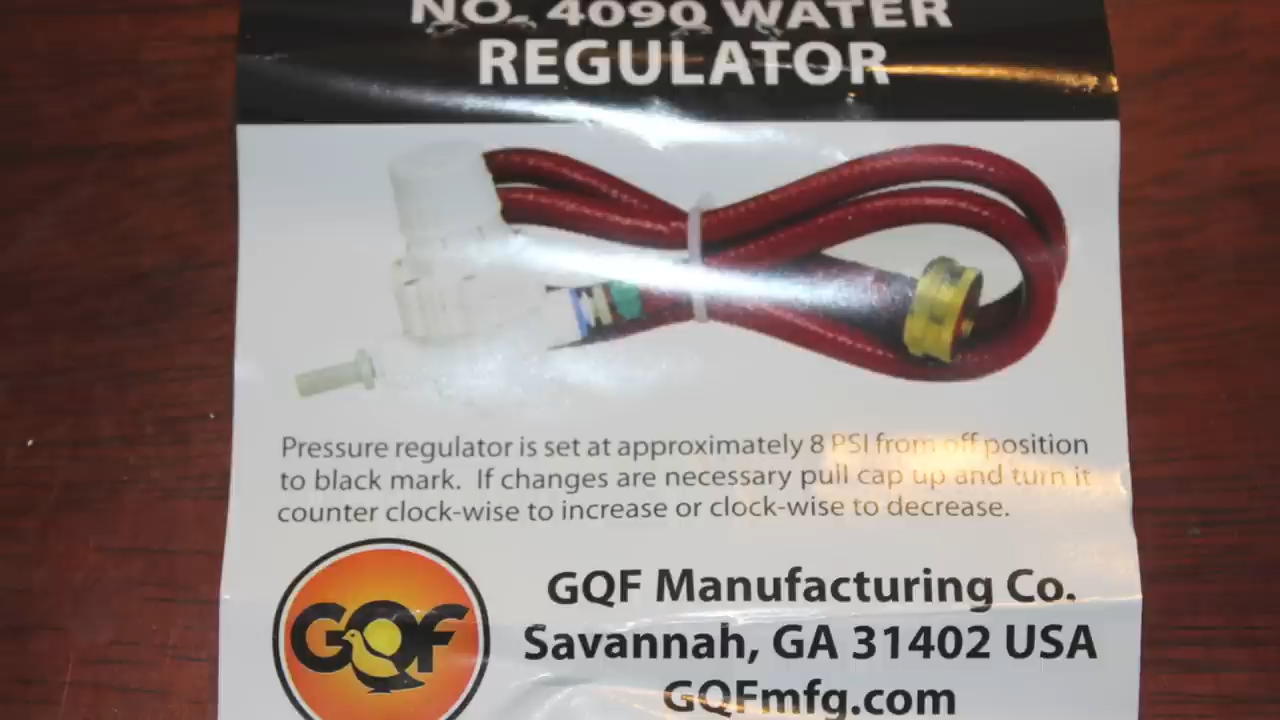 NO. 4090 WATER
REGULATOR
Pressure regulator is set at approximately 8 PSI from off position
to black mark.  If changes are necessary pull cap up and turn it
counter clock-wise to increase or clock-wise to decrease.
GQF
GQF Manufacturing Co.
Savannah, GA 31402 USA
GQFmfg.com